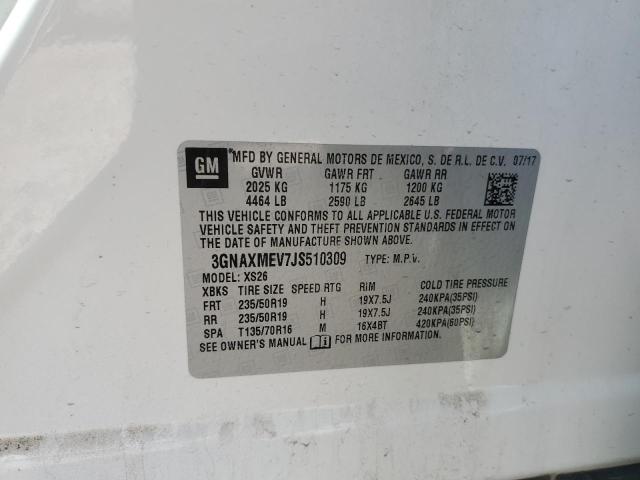 GM *MFD BY GENERAL MOTORS DE MEXICO, S. DE R.L. DE C.V. 07/17
GVWR GAWR FRT GAWR RR
2025 KG 1175 KG 1200 KG
4464 LB 2590 LB 2645 LB
THIS VEHICLE CONFORMS TO ALL APPLICABLE U.S. FEDERAL MOTOR
VEHICLE SAFETY AND THEFT PREVENTION STANDARDS IN EFFECT
ON THE DATE OF MANUFACTURE SHOWN ABOVE.
3GNAXMEV7JS510309 TYPE: M.P.V.
MODEL: XS26
XBKS TIRE SIZE SPEED RTG RIM COLD TIRE PRESSURE
FRT 235/50R19 H 19X7.5J 240KPA(35PSI)
RR 235/50R19 H 19X7.5J 240KPA(35PSI)
SPA T135/70R16 M 16X4BT 420KPA(60PSI)
SEE OWNER'S MANUAL FOR MORE INFORMATION